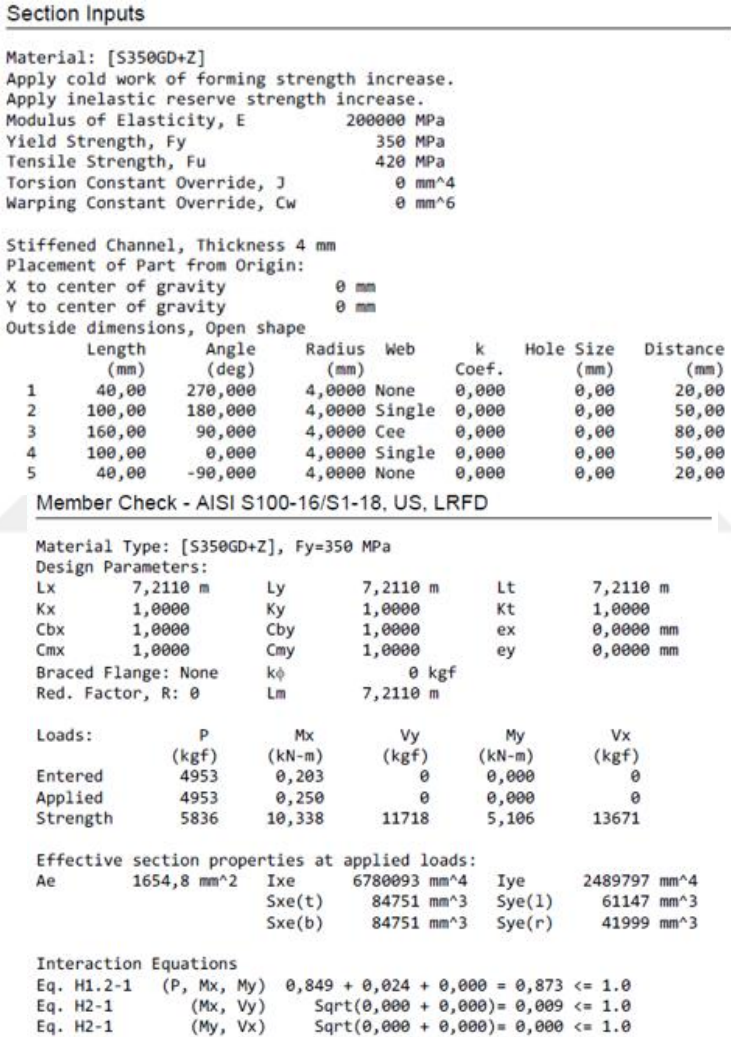 Section Inputs
Material: [S350GD+Z]
Apply cold work of forming strength increase.
Apply inelastic reserve strength increase.
Modulus of Elasticity, E 200000 MPa
Yield Strength, Fy 350 MPa
Tensile Strength, Fu 420 MPa
Torsion Constant Override, J 0 mm^4
Warping Constant Override, Cw 0 mm^6
Stiffened Channel, Thickness 4 mm
Placement of Part from Origin:
X to center of gravity 0 mm
Y to center of gravity 0 mm
Outside dimensions, Open shape
Length Angle Radius Web k Hole Size Distance
(mm) (deg) (mm) Coef. (mm) (mm)
1 40,00 270,000 4,0000 None 0,000 0,00 20,00
2 100,00 180,000 4,0000 Single 0,000 0,00 50,00
3 160,00 90,000 4,0000 Cee 0,000 0,00 80,00
4 100,00 0,000 4,0000 Single 0,000 0,00 50,00
5 40,00 -90,000 4,0000 None 0,000 0,00 20,00
Member Check - AISI S100-16/S1-18, US, LRFD
Material Type: [S350GD+Z], Fy=350 MPa
Design Parameters:
Lx 7,2110 m Ly 7,2110 m Lt 7,2110 m
Kx 1,0000 Ky 1,0000 Kt 1,0000
Cbx 1,0000 Cby 1,0000 ex 0,0000 mm
Cmx 1,0000 Cmy 1,0000 ey 0,0000 mm
Braced Flange: None kϕ 0 kgf
Red. Factor, R: 0 Lm 7,2110 m
Loads: P Mx Vy My Vx
(kgf) (kN-m) (kgf) (kN-m) (kgf)
Entered 4953 0,203 0 0,000 0
Applied 4953 0,250 0 0,000 0
Strength 5836 10,338 11718 5,106 13671
Effective section properties at applied loads:
Ae 1654,8 mm^2 Ixe 6780093 mm^4 Iye 2489797 mm^4
Sxe(t) 84751 mm^3 Sye(l) 61147 mm^3
Sxe(b) 84751 mm^3 Sye(r) 41999 mm^3
Interaction Equations
Eq. H1.2-1 (P, Mx, My) 0,849 + 0,024 + 0,000 = 0,873 <= 1.0
Eq. H2-1 (Mx, Vy) Sqrt(0,000 + 0,000)= 0,009 <= 1.0
Eq. H2-1 (My, Vx) Sqrt(0,000 + 0,000)= 0,000 <= 1.0